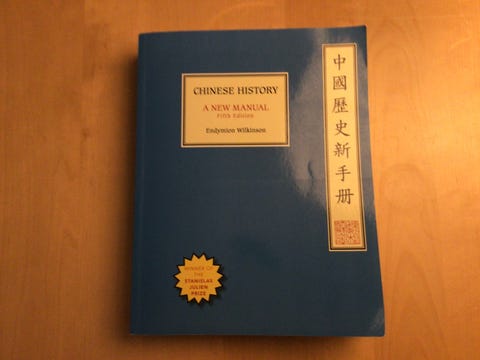 CHINESE HISTORY
A NEW MANUAL
Fifth Edition
Endymion Wilkinson
中國歷史新手册
WINNER OF
THE
STANISLAS
JULIEN
PRIZE